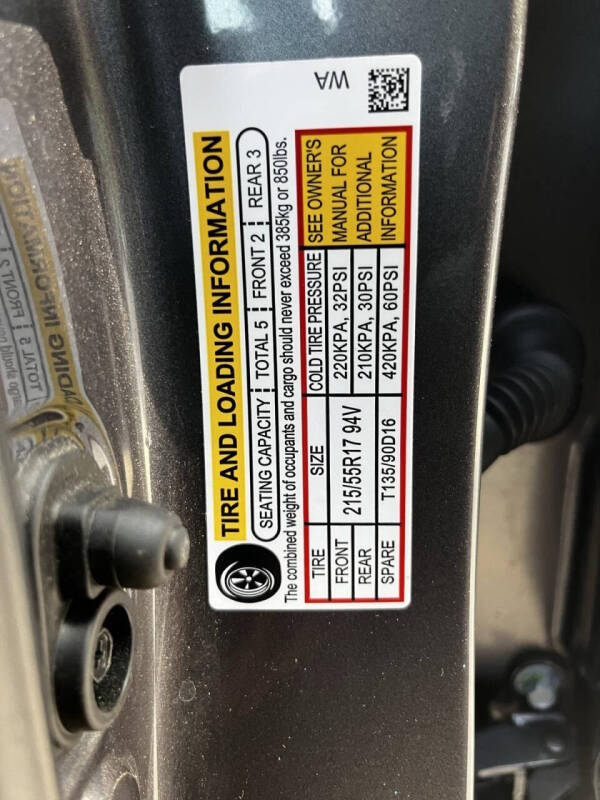 WA
TIRE AND LOADING INFORMATION
SEATING CAPACITY TOTAL 5 FRONT 2 REAR 3
The combined weight of occupants and cargo should never exceed 385kg or 850lbs.
TIRE SIZE COLD TIRE PRESSURE SEE OWNER'S
FRONT 215/55R17 94V 220KPA, 32PSI MANUAL FOR
REAR 210KPA, 30PSI ADDITIONAL
SPARE T135/90D16 420KPA, 60PSI INFORMATION